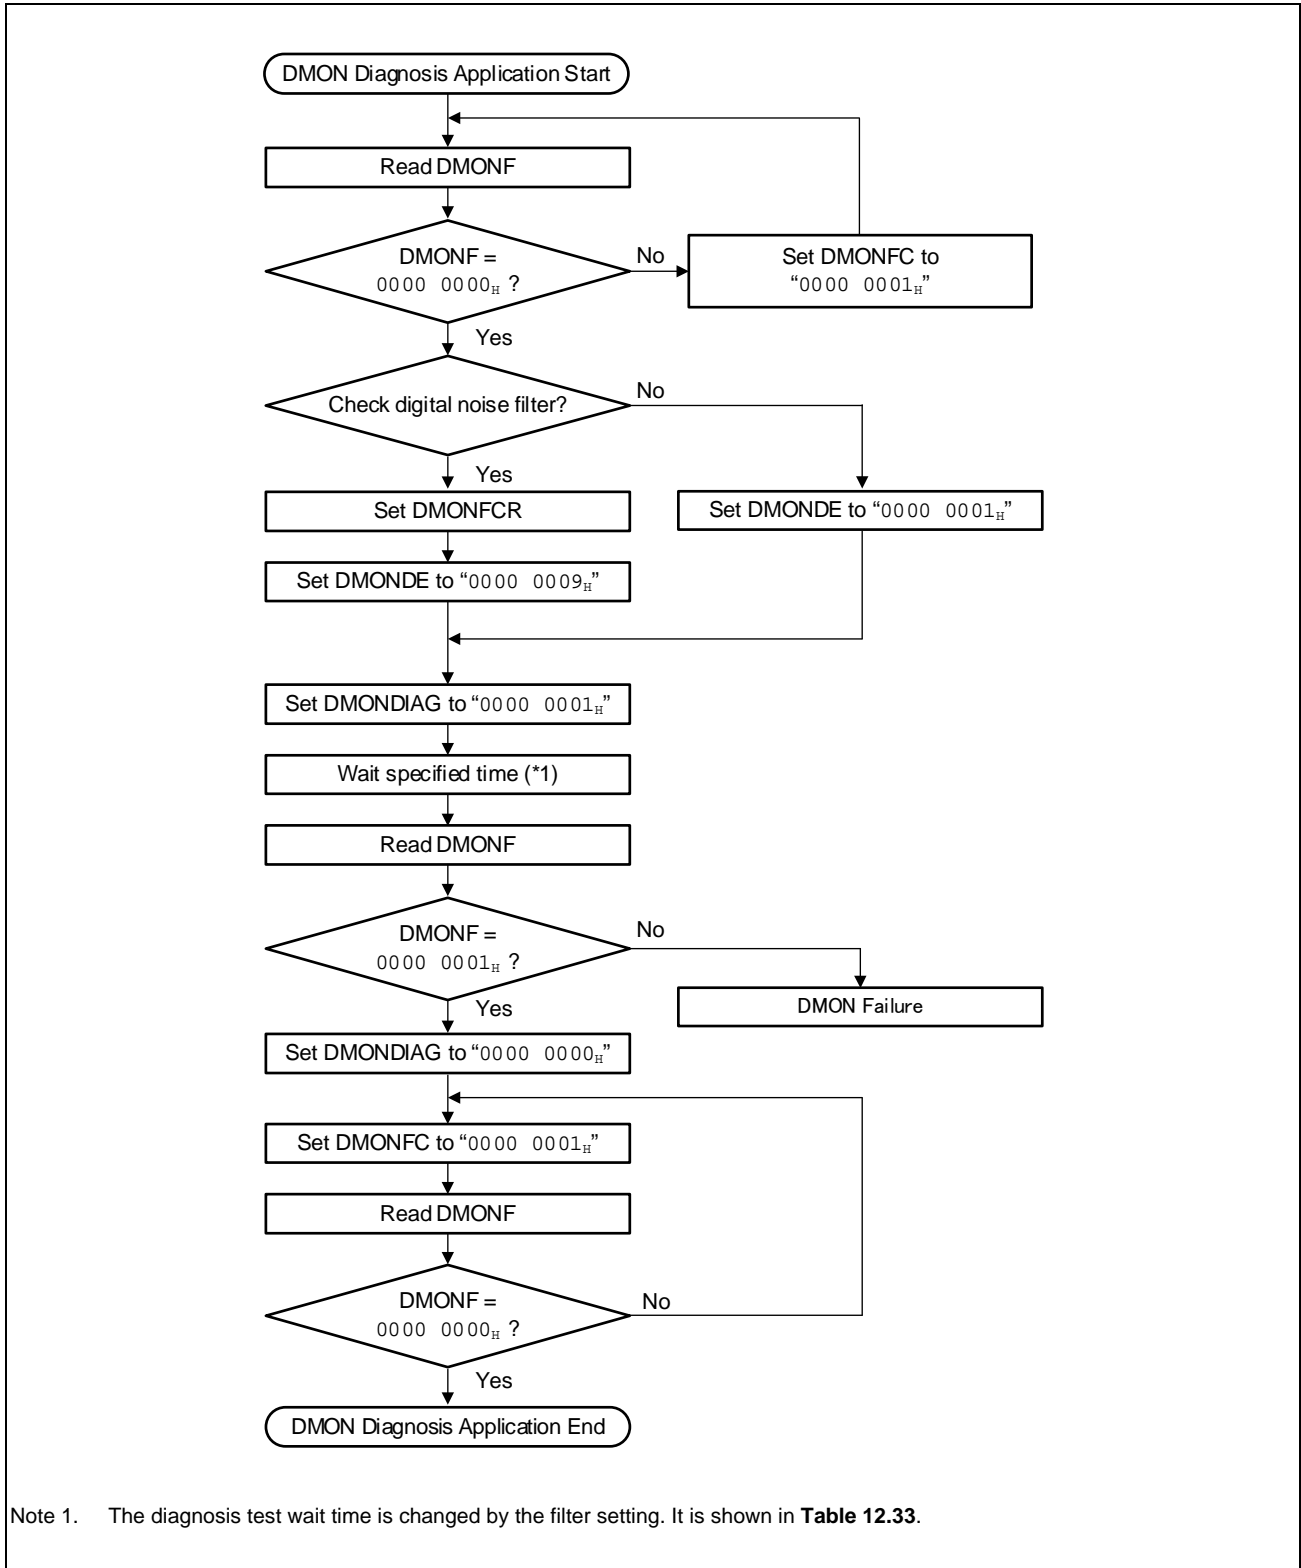 DMON Diagnosis Application Start
Read DMONF
DMONF =
0000 0000H ?
No
Set DMONFC to
“0000 0001H”
Yes
Check digital noise filter?
No
Yes
Set DMONFCR
Set DMONDE to “0000 0001H”
Set DMONDE to “0000 0009H”
Set DMONDIAG to “0000 0001H”
Wait specified time (*1)
Read DMONF
DMONF =
0000 0001H ?
No
DMON Failure
Yes
Set DMONDIAG to “0000 0000H”
Set DMONFC to “0000 0001H”
Read DMONF
DMONF =
0000 0000H ?
No
Yes
DMON Diagnosis Application End
Note 1. The diagnosis test wait time is changed by the filter setting. It is shown in Table 12.33.